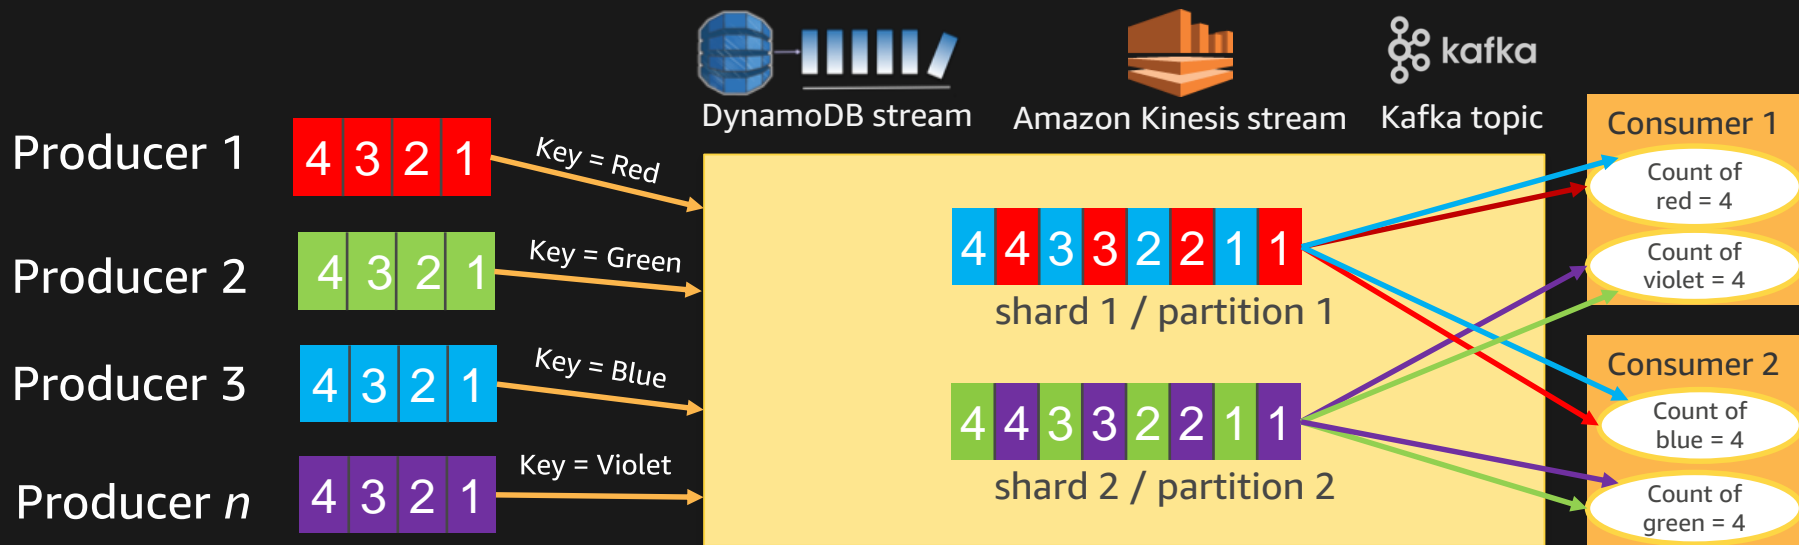 kafka
DynamoDB stream
Amazon Kinesis stream
Kafka topic
Producer 1
4 3 2 1
Key = Red
Producer 2
4 3 2 1
Key = Green
Producer 3
4 3 2 1
Key = Blue
Producer n
4 3 2 1
Key = Violet
4 4 3 3 2 2 1 1
shard 1 / partition 1
4 4 3 3 2 2 1 1
shard 2 / partition 2
Consumer 1
Count of
red = 4
Count of
violet = 4
Consumer 2
Count of
blue = 4
Count of
green = 4